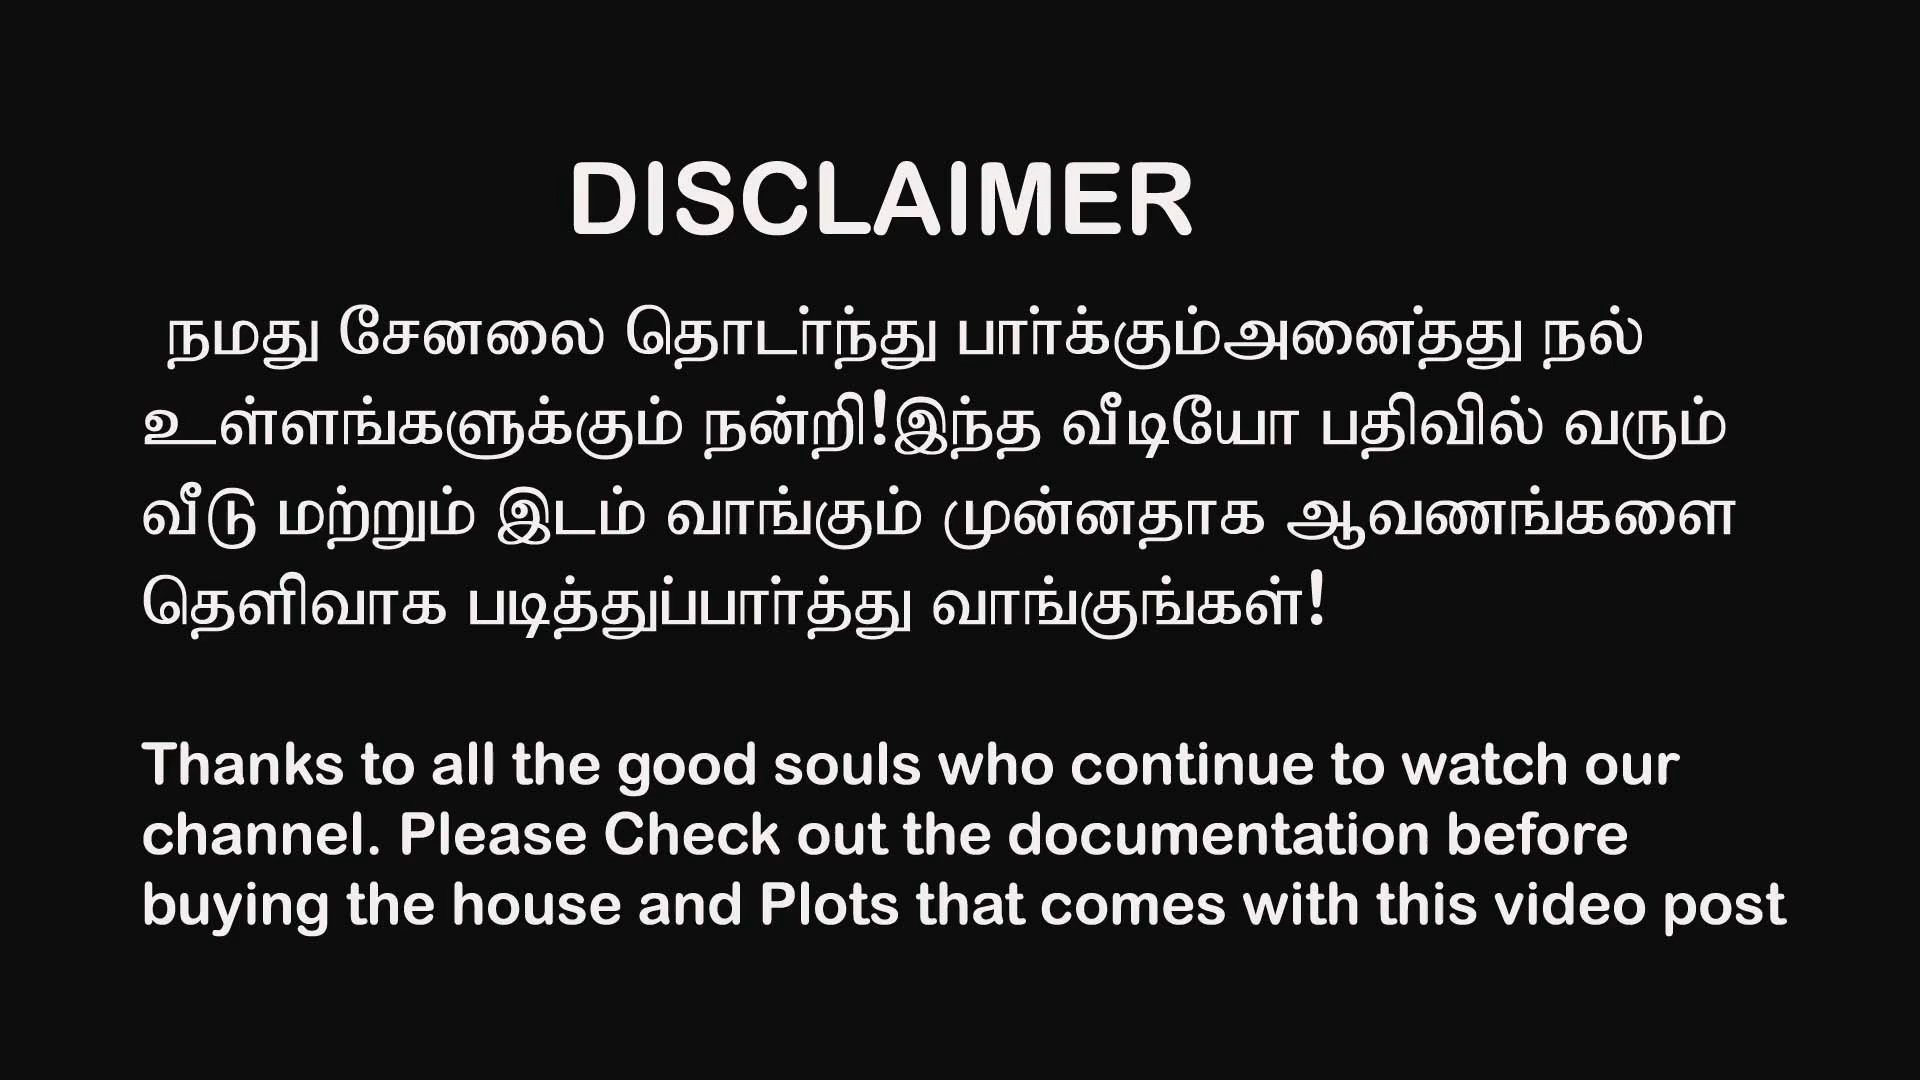 DISCLAIMER
நமது சேனலை தொடர்ந்து பார்க்கும்அனைத்து நல்
உள்ளங்களுக்கும் நன்றி!இந்த வீடியோ பதிவில் வரும்
வீடு மற்றும் இடம் வாங்கும் முன்னதாக ஆவணங்களை
தெளிவாக படித்துப்பார்த்து வாங்குங்கள்!
Thanks to all the good souls who continue to watch our
channel. Please Check out the documentation before
buying the house and Plots that comes with this video post